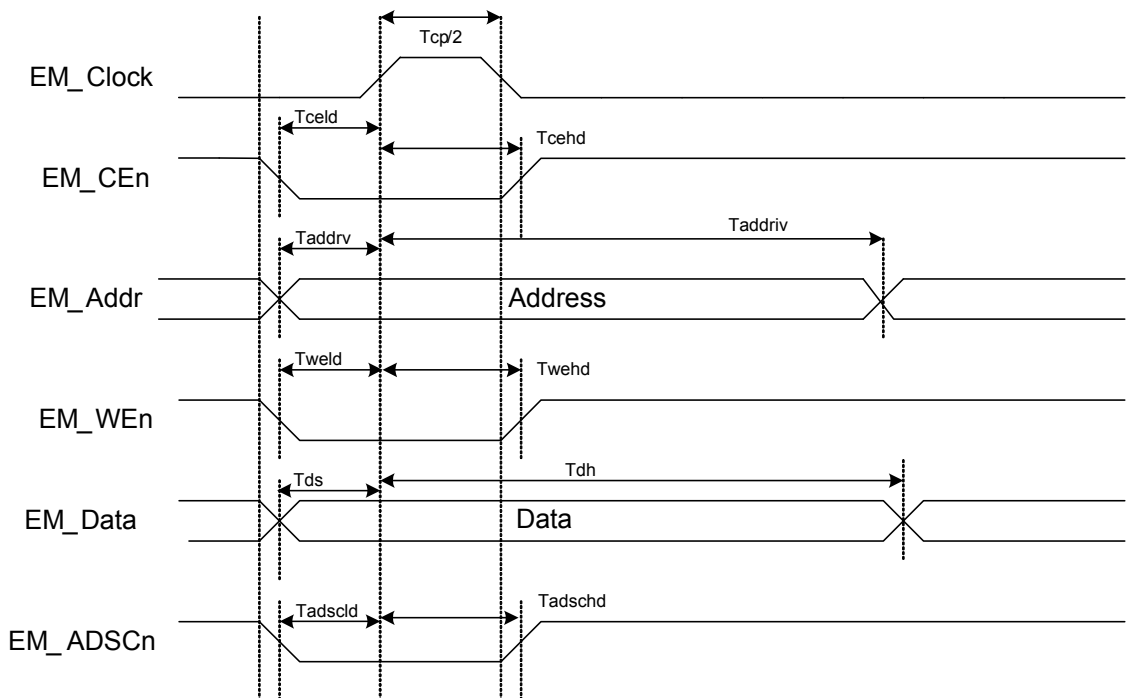 Tcp/2
EM_Clock
Tceld
Tcehd
EM_CEn
Taddrv
Taddriv
EM_Addr
Address
Tweld
Twehd
EM_WEn
Tds
Tdh
EM_Data
Data
Tadscld
Tadschd
EM_ADSCn